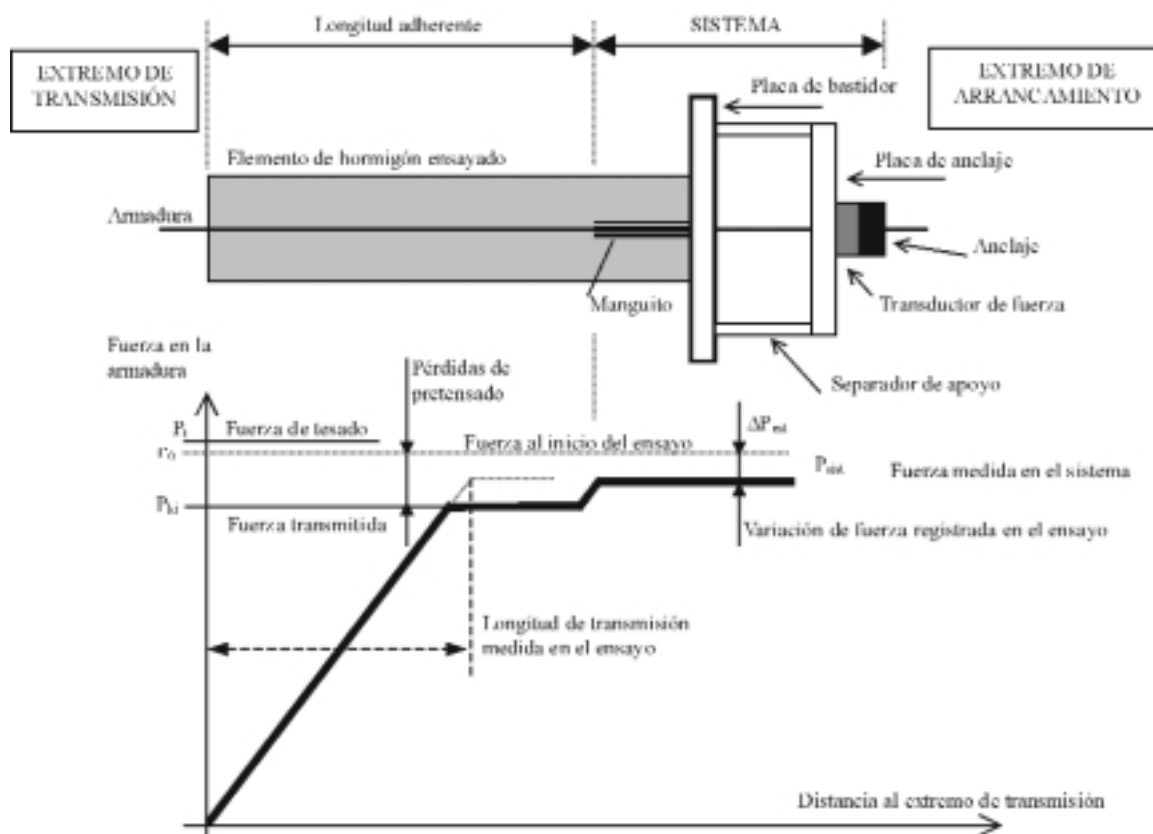 Longitud adherente
SISTEMA
EXTREMO DE
TRANSMISIÓN
EXTREMO DE
ARRANCAMIENTO
Placa de bastidor
Elemento de hormigón ensayado
Placa de anclaje
Armadura
Anclaje
Manguito
Transductor de fuerza
Fuerza en la
armadura
Pérdidas de
pretensado
Separador de apoyo
Fuerza de tesado
Fuerza al inicio del ensayo
Fuerza medida en el sistema
Fuerza transmitida
Variación de fuerza registrada en el ensayo
Longitud de transmisión
medida en el ensayo
Distancia al extremo de transmisión